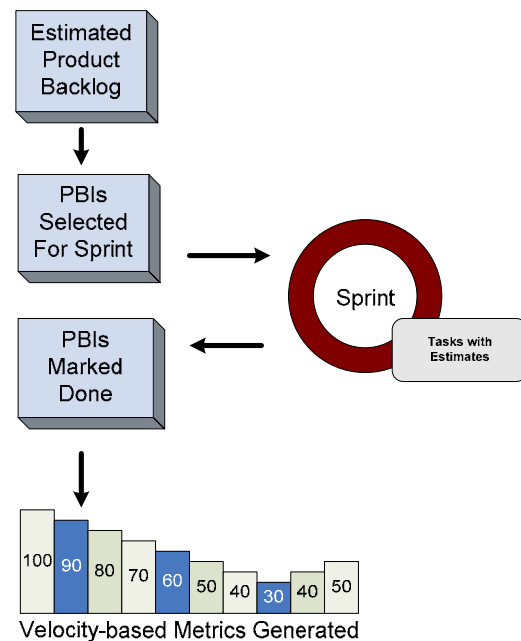 Estimated
Product
Backlog
PBIs
Selected
For Sprint
Sprint
Tasks with
Estimates
PBIs
Marked
Done
100 90 80 70 60 50 40 30 40 50
Velocity-based Metrics Generated